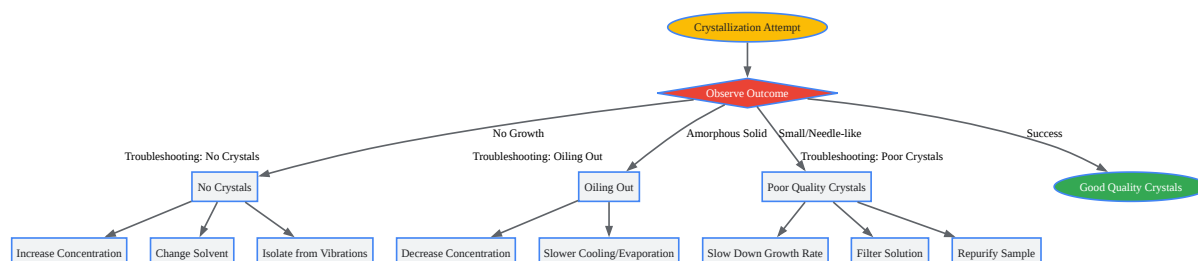 Crystallization Attempt
Observe Outcome
No Growth
Amorphous Solid
Small/Needle-like
Success
Troubleshooting: No Crystals
Troubleshooting: Oiling Out
Troubleshooting: Poor Crystals
No Crystals
Oiling Out
Poor Quality Crystals
Good Quality Crystals
Increase Concentration
Change Solvent
Isolate from Vibrations
Decrease Concentration
Slower Cooling/Evaporation
Slow Down Growth Rate
Filter Solution
Repurify Sample